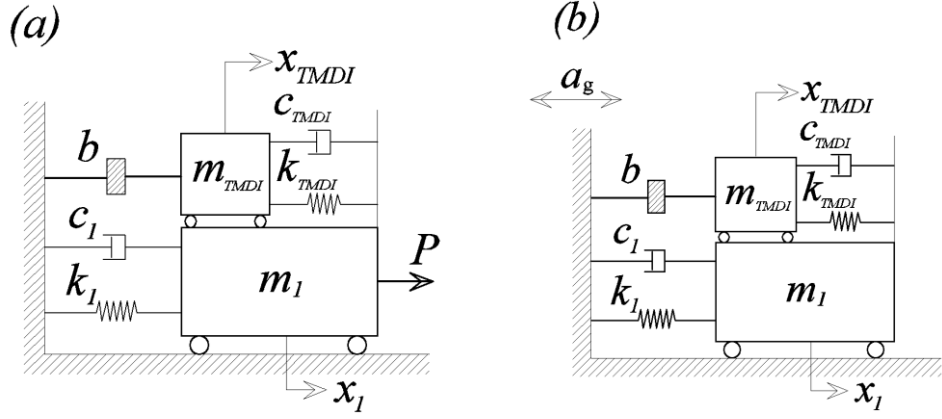 (a)
x_TMDI
c_TMDI
b
m_TMDI
k_TMDI
c_1
P
k_1
m_1
x_1
(b)
a_g
x_TMDI
c_TMDI
b
m_TMDI
k_TMDI
c_1
k_1
m_1
x_1